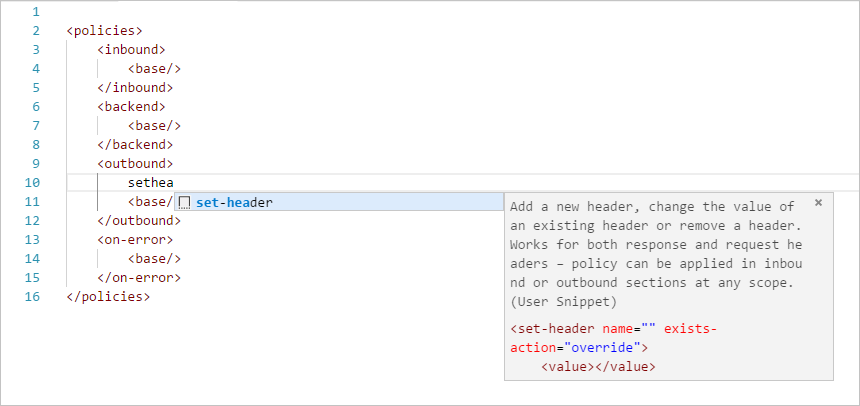 1
2 <policies>
3 <inbound>
4 <base/>
5 </inbound>
6 <backend>
7 <base/>
8 </backend>
9 <outbound>
10 sethea
11 <base/ set-header
12 </outbound>
13 <on-error>
14 <base/>
15 </on-error>
16 </policies>
Add a new header, change the value of ×
an existing header or remove a header.
Works for both response and request he
aders – policy can be applied in inbou
nd or outbound sections at any scope.
(User Snippet)
<set-header name="" exists-
action="override">
<value></value>